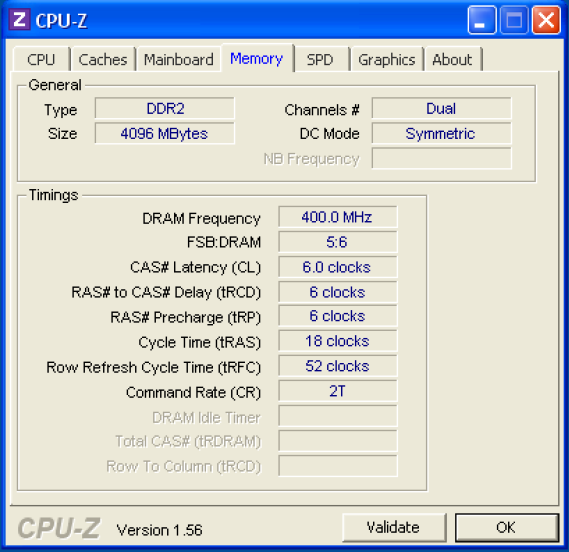 Z CPU-Z
CPU Caches Mainboard Memory SPD Graphics About
General
Type DDR2 Channels # Dual
Size 4096 MBytes DC Mode Symmetric
NB Frequency
Timings
DRAM Frequency 400.0 MHz
FSB:DRAM 5:6
CAS# Latency (CL) 6.0 clocks
RAS# to CAS# Delay (tRCD) 6 clocks
RAS# Precharge (tRP) 6 clocks
Cycle Time (tRAS) 18 clocks
Row Refresh Cycle Time (tRFC) 52 clocks
Command Rate (CR) 2T
DRAM Idle Timer
Total CAS# (tRDRAM)
Row To Column (tRCD)
CPU-Z Version 1.56 Validate OK